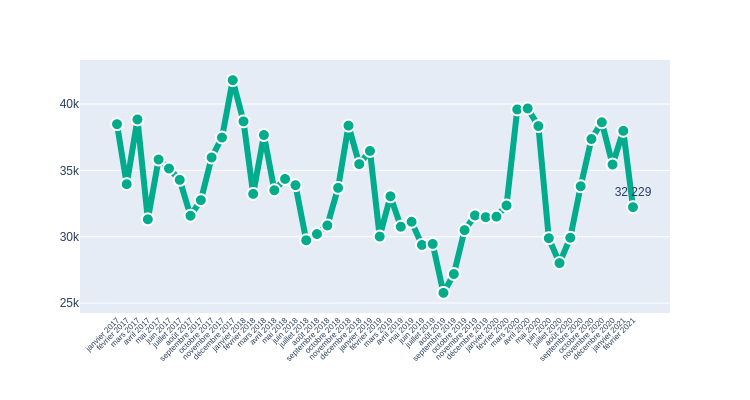 40k
35k
30k
25k
32,229
janvier 2017
février 2017
mars 2017
avril 2017
mai 2017
juin 2017
juillet 2017
août 2017
septembre 2017
octobre 2017
novembre 2017
décembre 2017
janvier 2018
février 2018
mars 2018
avril 2018
mai 2018
juin 2018
juillet 2018
août 2018
septembre 2018
octobre 2018
novembre 2018
décembre 2018
janvier 2019
février 2019
mars 2019
avril 2019
mai 2019
juin 2019
juillet 2019
août 2019
septembre 2019
octobre 2019
novembre 2019
décembre 2019
janvier 2020
février 2020
mars 2020
avril 2020
mai 2020
juin 2020
juillet 2020
août 2020
septembre 2020
octobre 2020
novembre 2020
décembre 2020
janvier 2021
février 2021